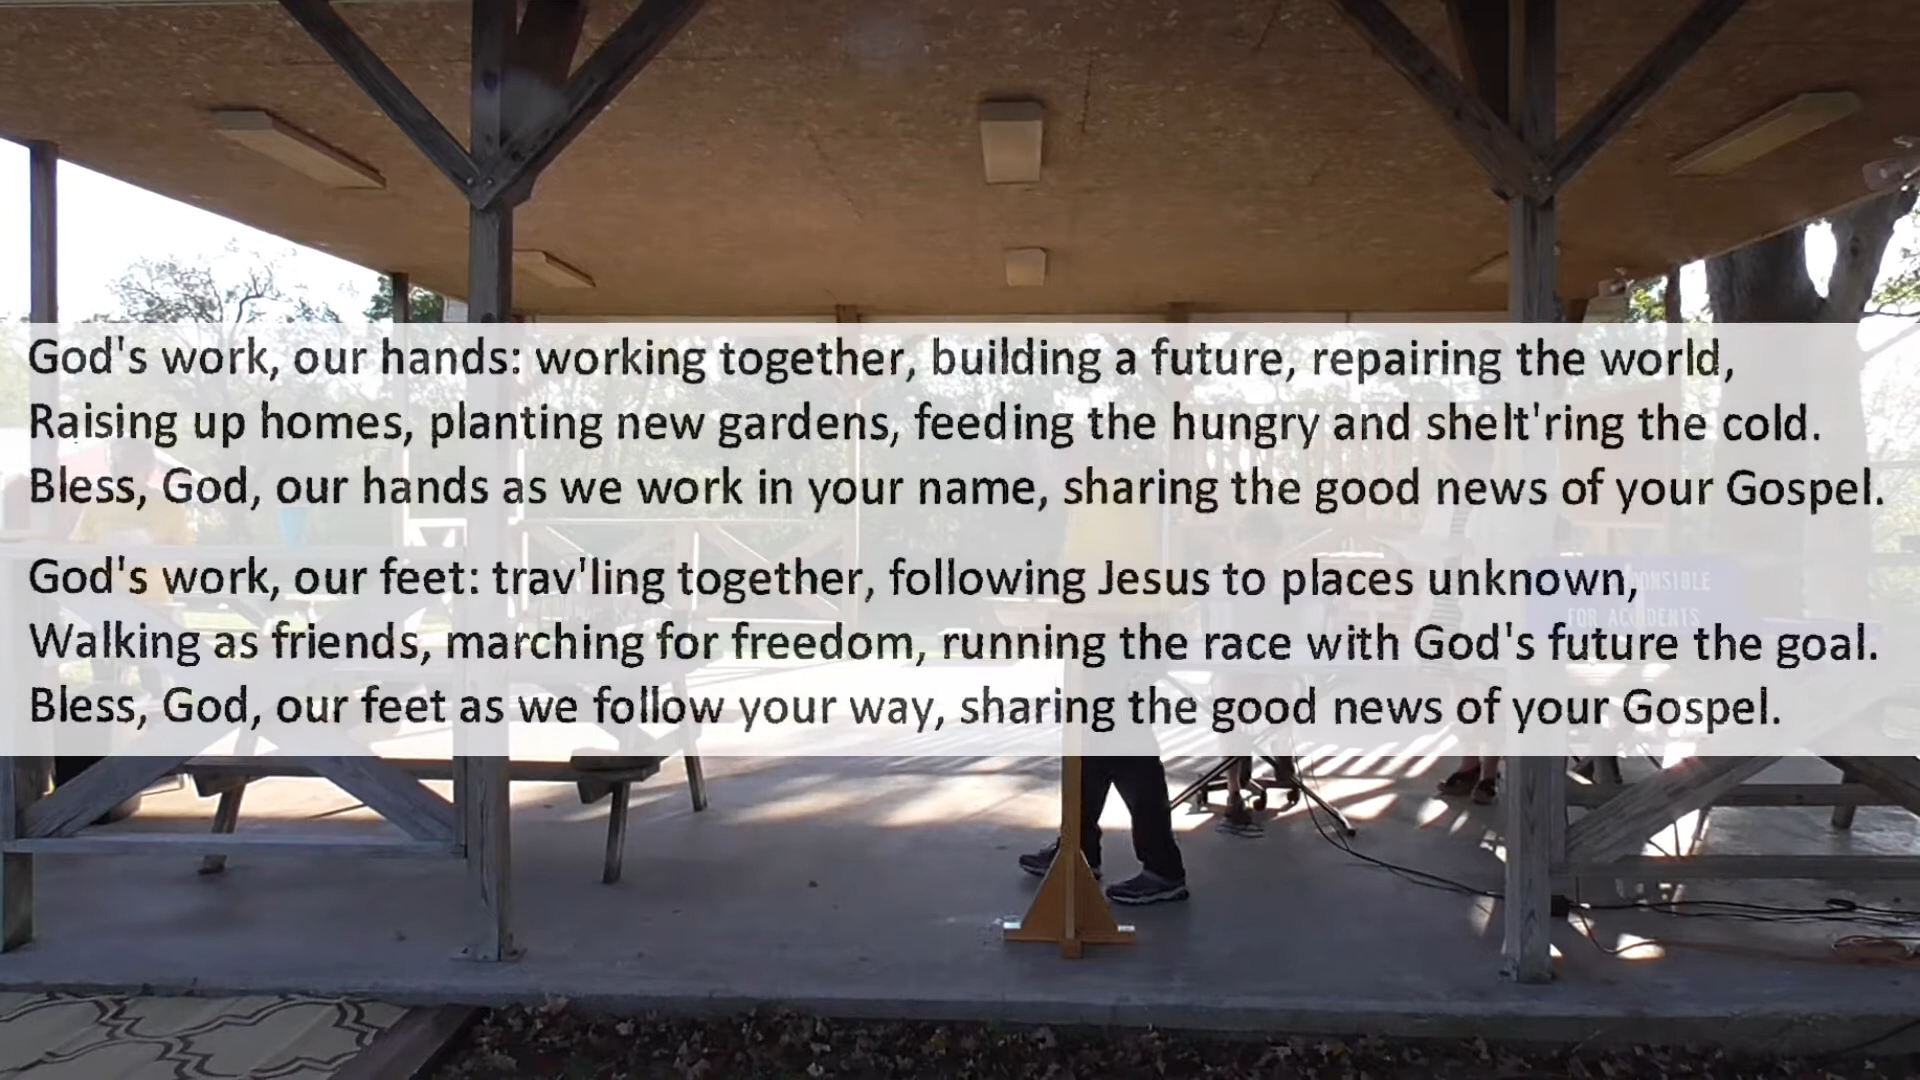 God's work, our hands: working together, building a future, repairing the world,
Raising up homes, planting new gardens, feeding the hungry and shelt'ring the cold.
Bless, God, our hands as we work in your name, sharing the good news of your Gospel.
God's work, our feet: trav'ling together, following Jesus to places unknown,
Walking as friends, marching for freedom, running the race with God's future the goal.
Bless, God, our feet as we follow your way, sharing the good news of your Gospel.
FOR ACCIDENTS